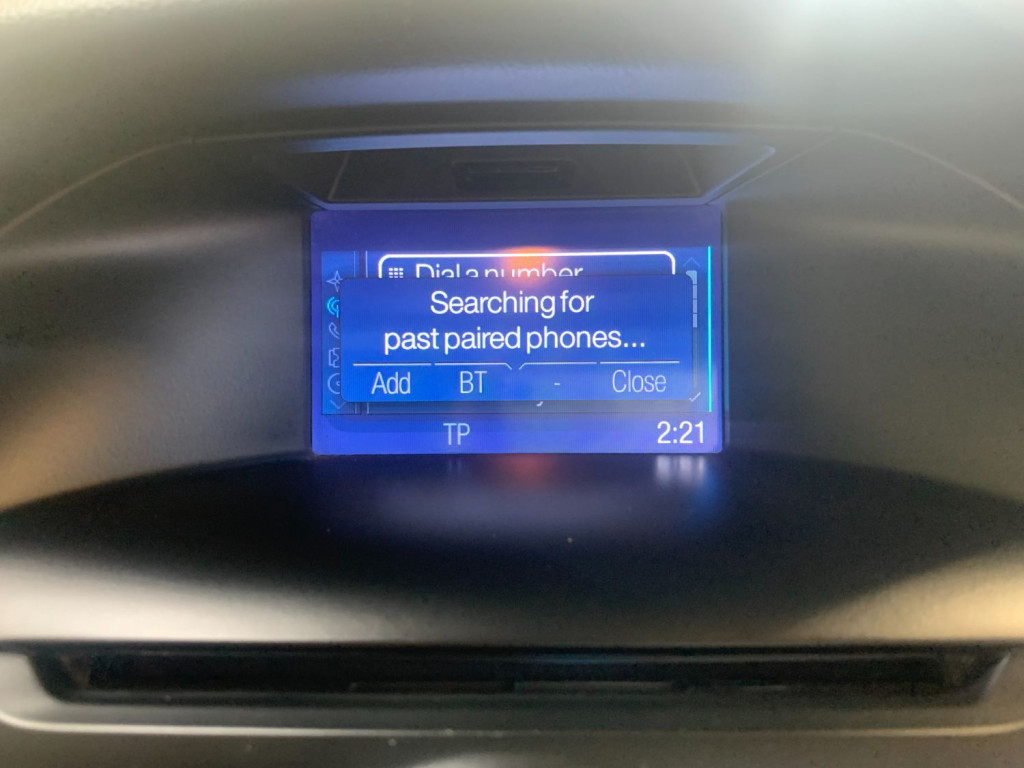 Dial a number
Searching for
past paired phones...
Add BT - Close
TP 2:21